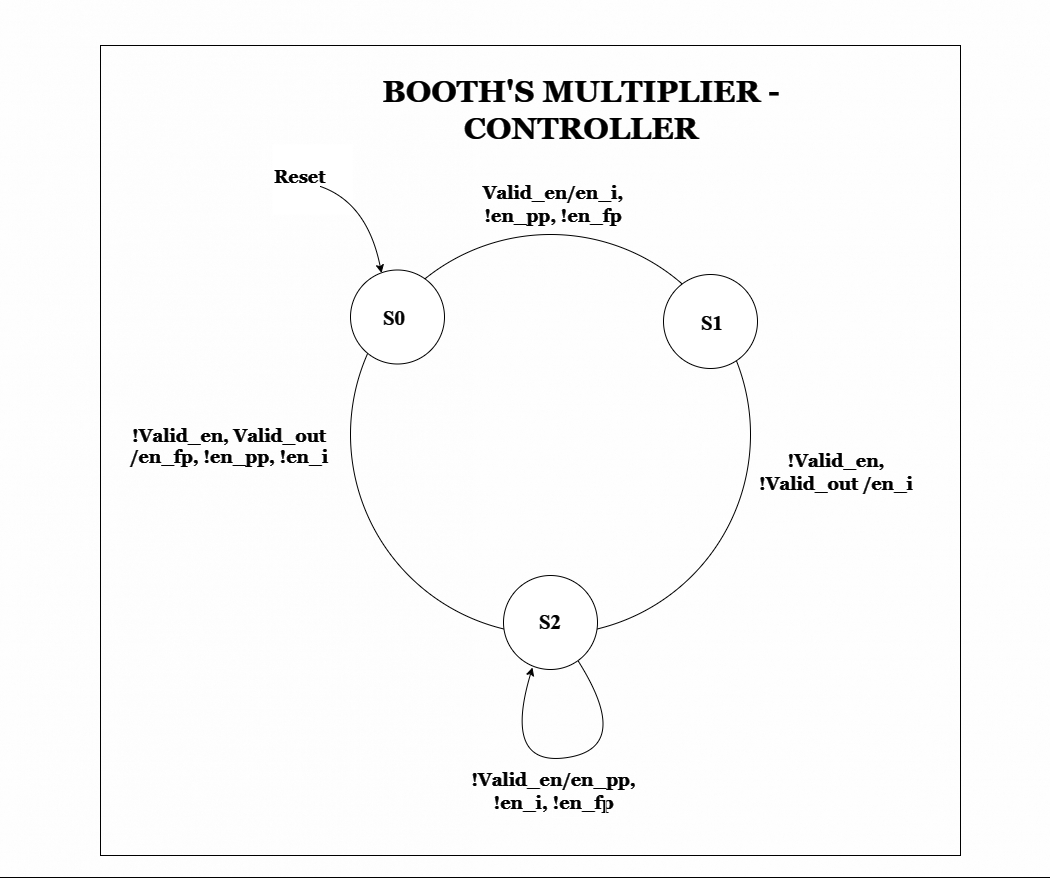 BOOTH'S MULTIPLIER -
CONTROLLER
Reset
Valid_en/en_i,
!en_pp, !en_fp
S0
S1
!Valid_en, Valid_out
/en_fp, !en_pp, !en_i
!Valid_en,
!Valid_out /en_i
S2
!Valid_en/en_pp,
!en_i, !en_fp